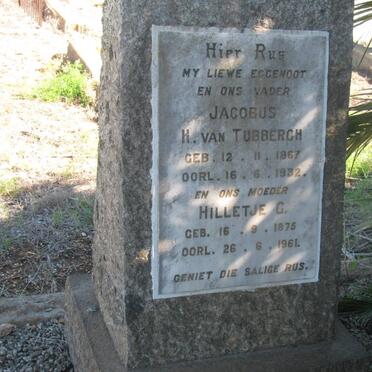 Hier Rus
MY LIEWE EGGENOOT
EN ONS VADER
JACOBUS
H. VAN TUBBERGH
GEB. 12 . 11 . 1867
OORL. 16 . 6 . 1932.
EN ONS MOEDER
HILLETJE G.
GEB. 16 . 9 . 1875
OORL. 26 . 6 . 1961.
GENIET DIE SALIGE RUS.